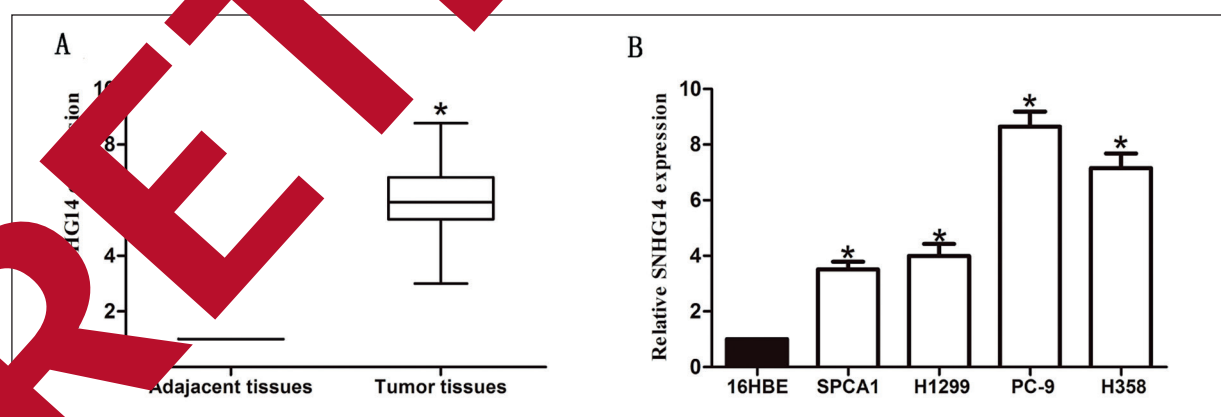 A
10
8
4
2
*
Adajacent tissues
Tumor tissues
B
Relative SNHG14 expression
10
8
6
4
2
0
*
*
*
*
16HBE
SPCA1
H1299
PC-9
H358